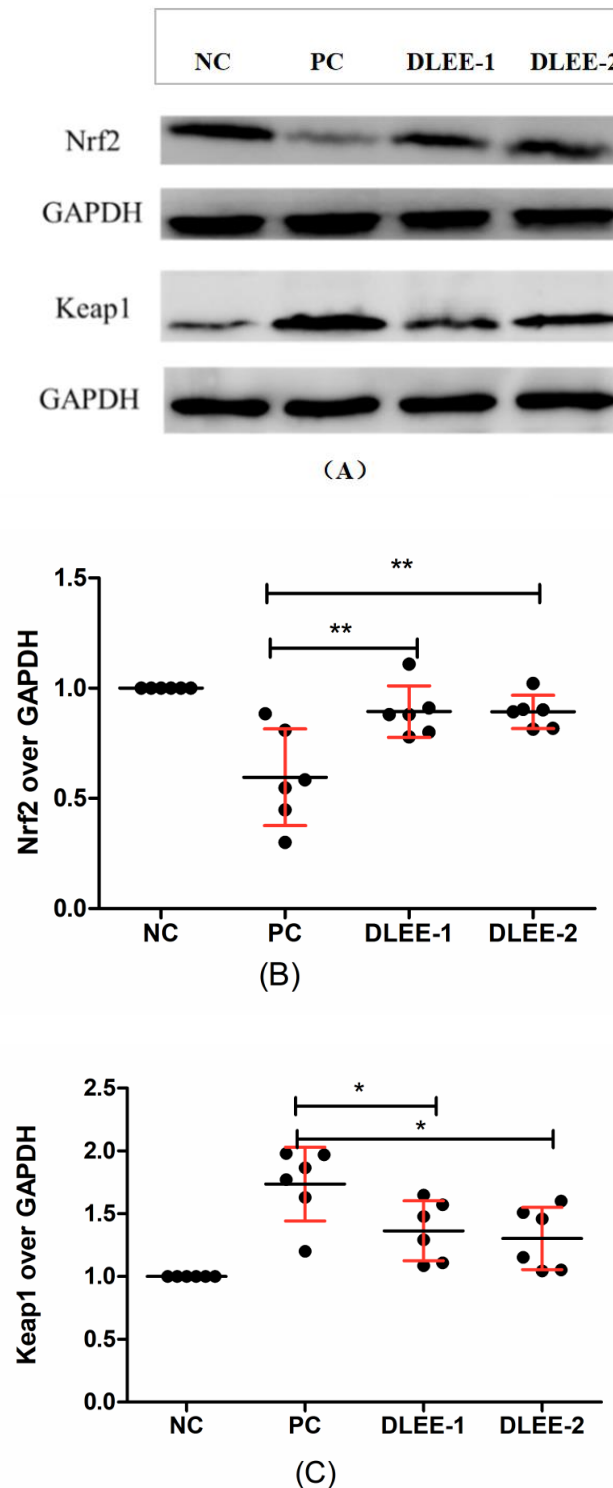 NC PC DLEE-1 DLEE-2
Nrf2
GAPDH
Keap1
GAPDH
(A)
Nrf2 over GAPDH
1.5
1.0
0.5
0.0
**
**
NC PC DLEE-1 DLEE-2
(B)
Keap1 over GAPDH
2.5
2.0
1.5
1.0
0.5
0.0
*
*
NC PC DLEE-1 DLEE-2
(C)